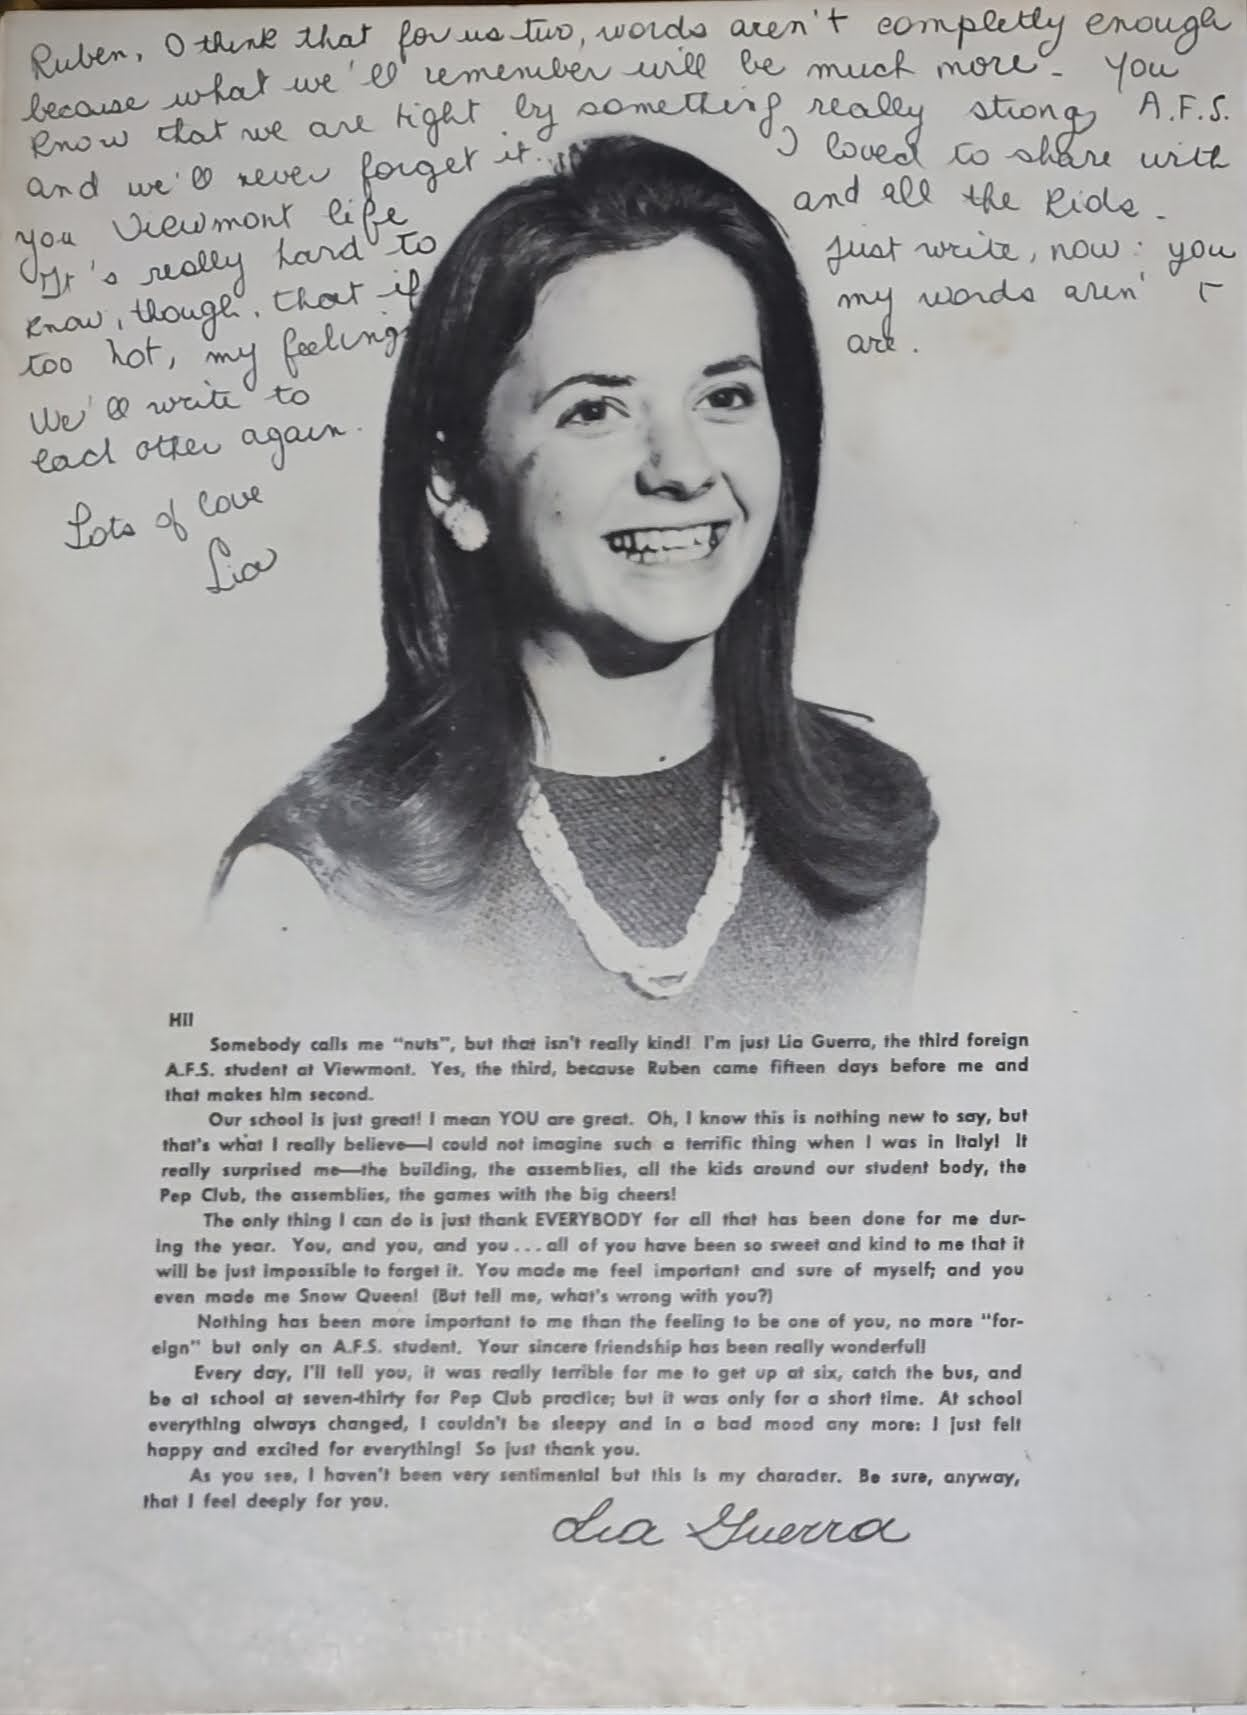 Ruben, I think that for us two, words aren't completly enough
because what we'll remember will be much more - You
know that we are tight by something really strong, A.F.S.
and we'll never forget it. I loved to share with
you Viewmont life and all the kids -
It's really hard to just write, now: you
know, though, that if my words aren't
too hot, my feelings are.
We'll write to
each other again.
Lots of love
Lia
HI!
Somebody calls me "nuts", but that isn't really kind! I'm just Lia Guerra, the third foreign
A.F.S. student at Viewmont. Yes, the third, because Ruben came fifteen days before me and
that makes him second.
Our school is just great! I mean YOU are great. Oh, I know this is nothing new to say, but
that's what I really believe—I could not imagine such a terrific thing when I was in Italy! It
really surprised me—the building, the assemblies, all the kids around our student body, the
Pep Club, the assemblies, the games with the big cheers!
The only thing I can do is just thank EVERYBODY for all that has been done for me dur-
ing the year. You, and you, and you . . . all of you have been so sweet and kind to me that it
will be just impossible to forget it. You made me feel important and sure of myself; and you
even made me Snow Queen! (But tell me, what's wrong with you?)
Nothing has been more important to me than the feeling to be one of you, no more "for-
eign" but only an A.F.S. student. Your sincere friendship has been really wonderful!
Every day, I'll tell you, it was really terrible for me to get up at six, catch the bus, and
be at school at seven-thirty for Pep Club practice; but it was only for a short time. At school
everything always changed, I couldn't be sleepy and in a bad mood any more: I just felt
happy and excited for everything! So just thank you.
As you see, I haven't been very sentimental but this is my character. Be sure, anyway,
that I feel deeply for you.
Lia Guerra